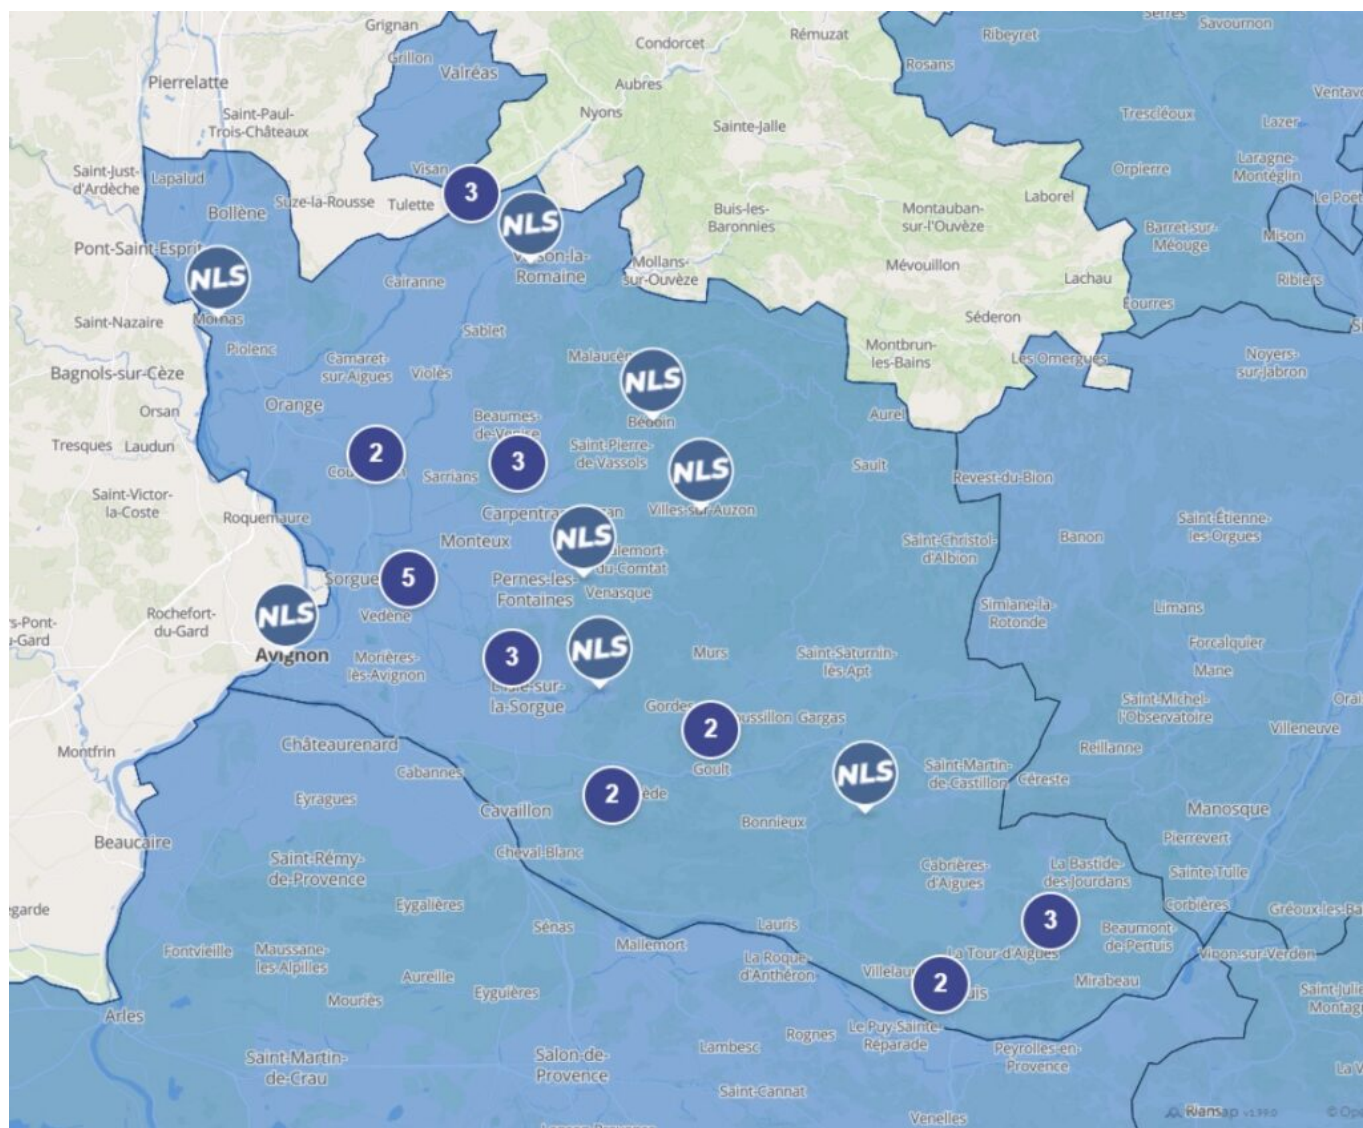 Grignan
Condorcet
Rémuzat
Ribeyret
Savournon
Grillon
Valréas
Rosans
Pierrelatte
Aubres
Nyons
Saint-Paul-
Trois-Châteaux
Sainte-Jalle
Trescléoux
Lazer
Saint-Just-
d'Ardèche
Lapalud
Visan
Orpierre
Laragne-
Montéglin
3
Suze-la-Rousse
Tulette
Laborel
Bollène
Buis-les-
Baronnies
Montauban-
sur-l'Ouvèze
NLS
Barret-sur-
Méouge
Mison
Pont-Saint-Esprit
Romaine
Mollans-
sur-Ouvèze
Mévouillon
Lachau
Ribiers
NLS
Cairanne
Éourres
Saint-Nazaire
Mornas
Séderon
Sablet
Piolenc
Camaret-
sur-Aigues
Violès
Montbrun-
les-Bains
Les Omergues
Noyers-
sur-Jabron
Bagnols-sur-Cèze
NLS
Orange
Orsan
Beaumes-
de-Venise
Bédoin
Aurel
Tresques
Laudun
2
3
Saint-Pierre-
de-Vassols
NLS
Sault
Sarrians
Revest-du-Bion
Saint-Victor-
la-Coste
Villes-sur-Auzon
Roquemaure
Saint-Étienne-
les-Orgues
NLS
Monteux
Saint-Christol-
d'Albion
Banon
5
Pernes-les-
Fontaines
du-Comtat
Venasque
NLS
Rochefort-
du-Gard
Vedène
Simiane-la-
Rotonde
Limans
Avignon
3
NLS
Forcalquier
Morières-
lès-Avignon
Murs
Saint-Saturnin-
lès Apt
Mane
la-Sorgue
Gordes
Gargas
Saint-Michel-
l'Observatoire
2
Villeneuve
Montfrin
Châteaurenard
Reillanne
Cabannes
Goult
NLS
Saint-Martin-
de-Castillon
Céreste
Eyragues
2
Cavaillon
Bonnieux
Manosque
Beaucaire
Pierrevert
Cheval-Blanc
Saint-Rémy-
de-Provence
Cabrières-
d'Aigues
La Bastide-
des-Jourdans
Sainte-Tulle
Eygalières
Corbières
3
Sénas
Lauris
Beaumont-
de-Pertuis
Fontvieille
Maussane-
les-Alpilles
Mallemort
La Tour d'Aigues
Vinon-sur-Verdon
La Roque-
d'Anthéron
Aureille
2
Mirabeau
Mouriès
Eyguières
Arles
Le Puy-Sainte-
Réparade
Rognes
Lambesc
Peyrolles-en-
Provence
Saint-Martin-
de-Crau
Salon-de-
Provence
Saint-Cannat
Venelles
Rians